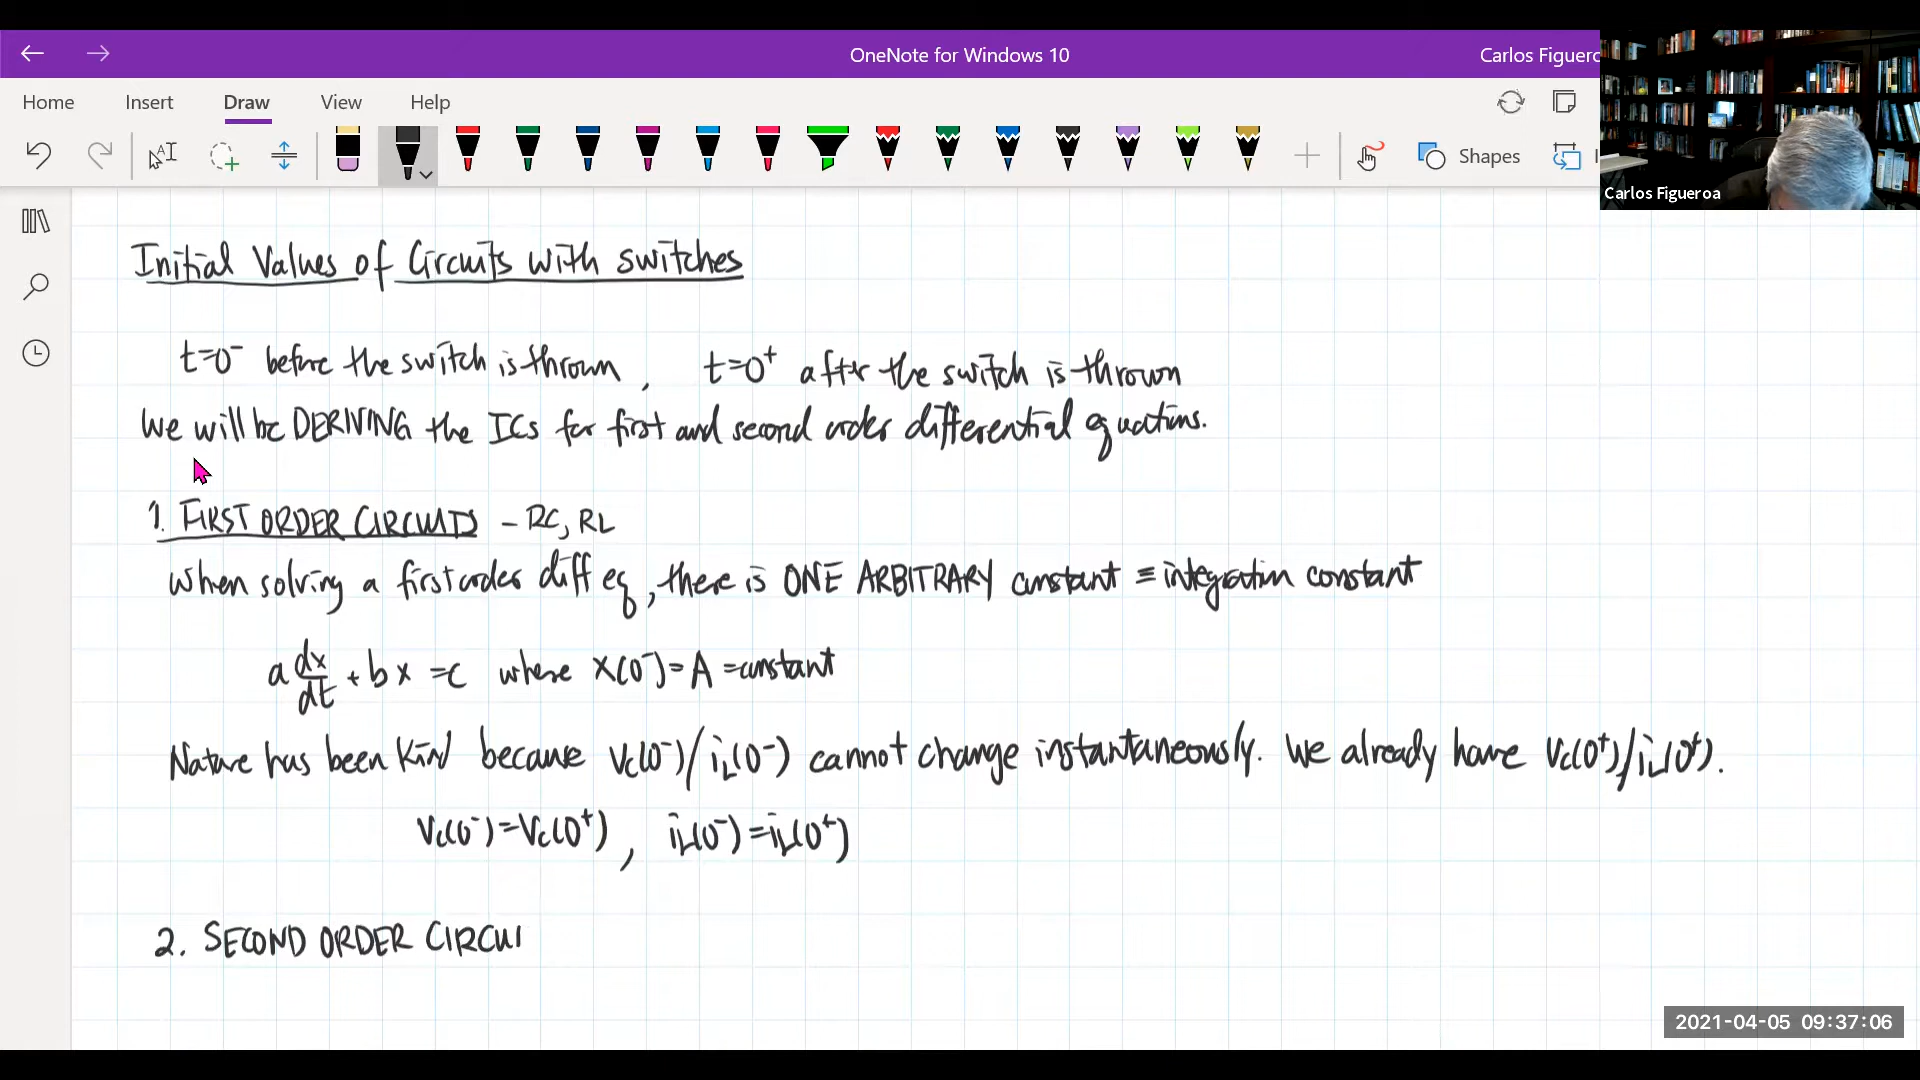 OneNote for Windows 10
Carlos Figuero
Home Insert Draw View Help
Shapes
Carlos Figueroa
Initial Values of Circuits with switches
t=0⁻ before the switch is thrown, t=0⁺ after the switch is thrown
We will be DERIVING the ICs for first and second order differential equations.
1. FIRST ORDER CIRCUITS - RC, RL
When solving a first order diff eq, there is ONE ARBITRARY constant ≡ integration constant
a dx/dt + bx = c where x(0⁻) = A = constant
Nature has been kind because Vc(0⁻)/iL(0⁻) cannot change instantaneously. We already have Vc(0⁺)/iL(0⁺).
Vc(0⁻)=Vc(0⁺), iL(0⁻)=iL(0⁺)
2. SECOND ORDER CIRCUI
2021-04-05 09:37:06